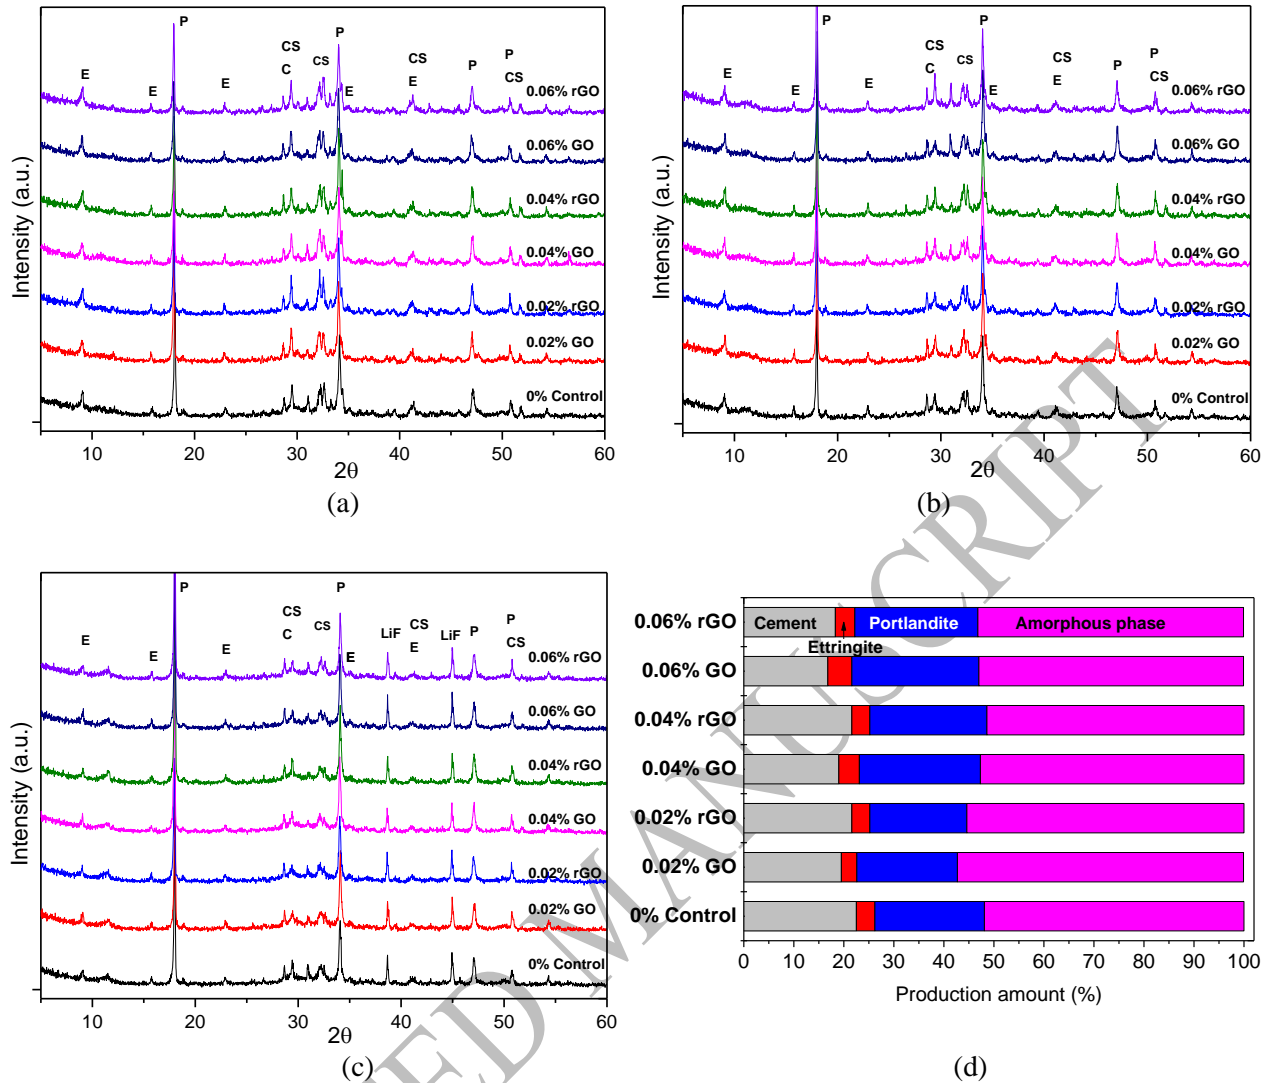 P
P
E
E
E
CS
C
CS
E
CS
E
P
P
CS
0.06% rGO
0.06% GO
0.04% rGO
0.04% GO
0.02% rGO
0.02% GO
0% Control
Intensity (a.u.)
10 20 30 40 50 60
2θ
(a)
P
P
E
E
E
CS
C
CS
E
CS
E
P
P
CS
0.06% rGO
0.06% GO
0.04% rGO
0.04% GO
0.02% rGO
0.02% GO
0% Control
Intensity (a.u.)
10 20 30 40 50 60
2θ
(b)
P
P
E
E
E
CS
C
CS
E
LiF
CS
E
LiF
P
P
CS
0.06% rGO
0.06% GO
0.04% rGO
0.04% GO
0.02% rGO
0.02% GO
0% Control
Intensity (a.u.)
10 20 30 40 50 60
2θ
(c)
0.06% rGO
Cement
Portlandite
Amorphous phase
Ettringite
0.06% GO
0.04% rGO
0.04% GO
0.02% rGO
0.02% GO
0% Control
0 10 20 30 40 50 60 70 80 90 100
Production amount (%)
(d)
ED MANUSCRIPT